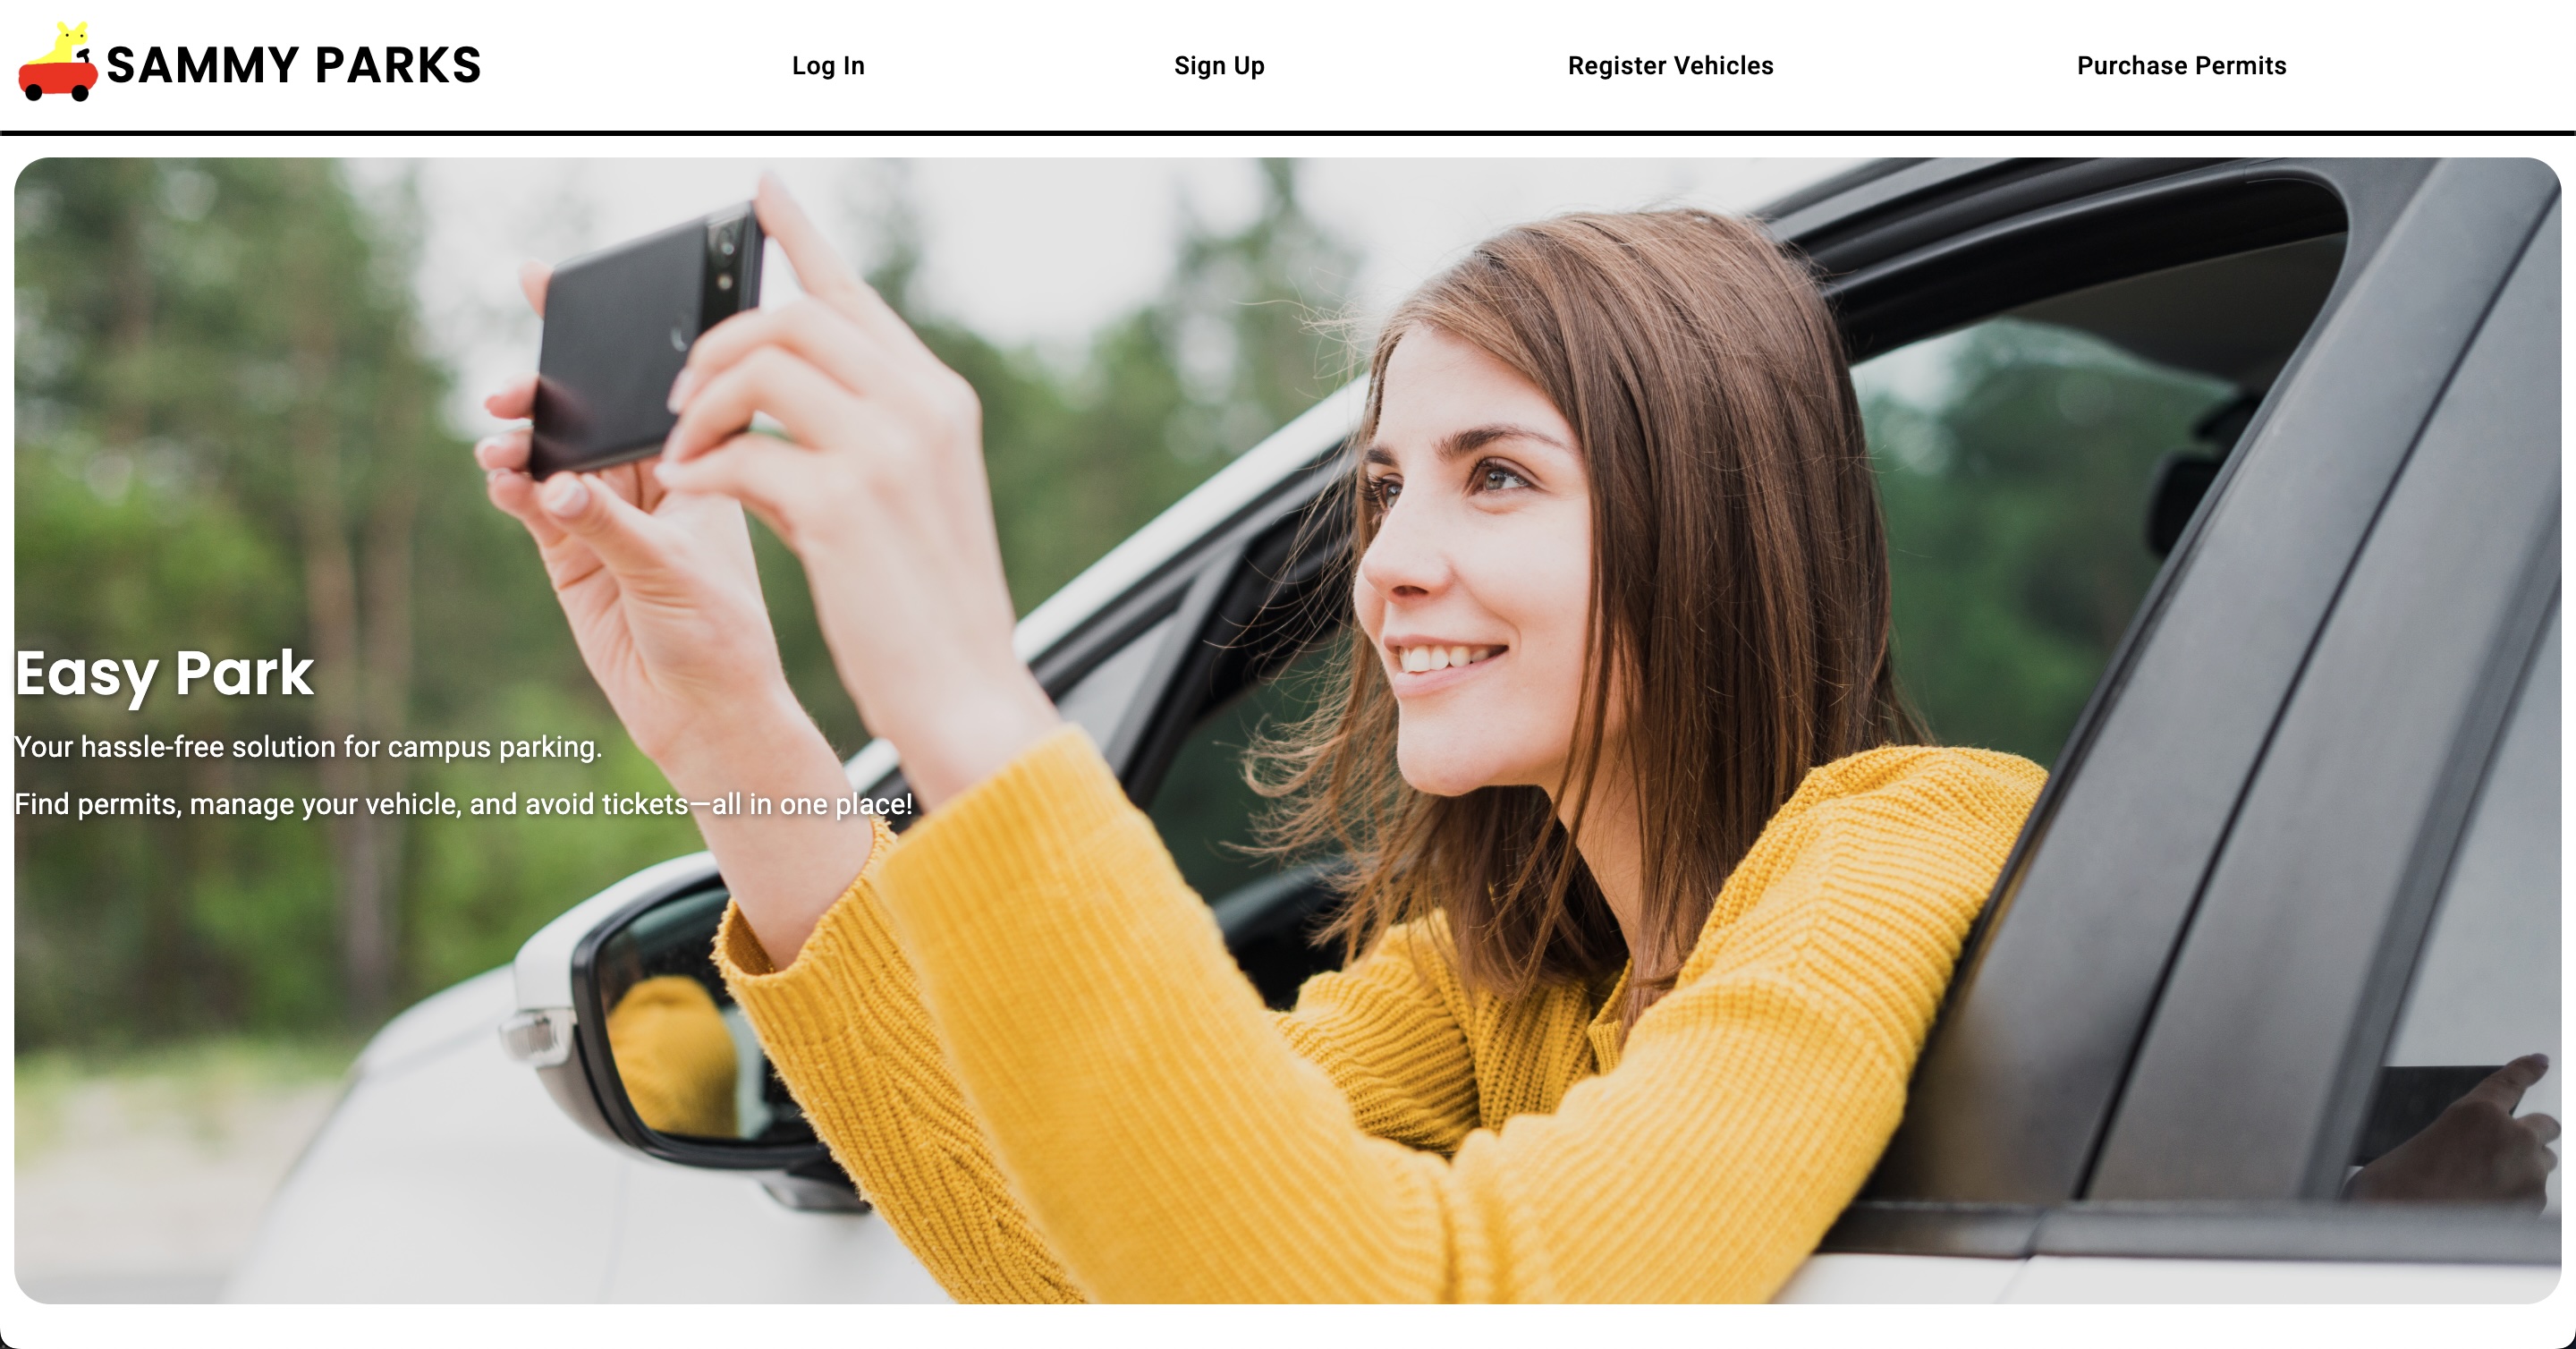 SAMMY PARKS
Log In
Sign Up
Register Vehicles
Purchase Permits
Easy Park
Your hassle-free solution for campus parking.
Find permits, manage your vehicle, and avoid tickets—all in one place!